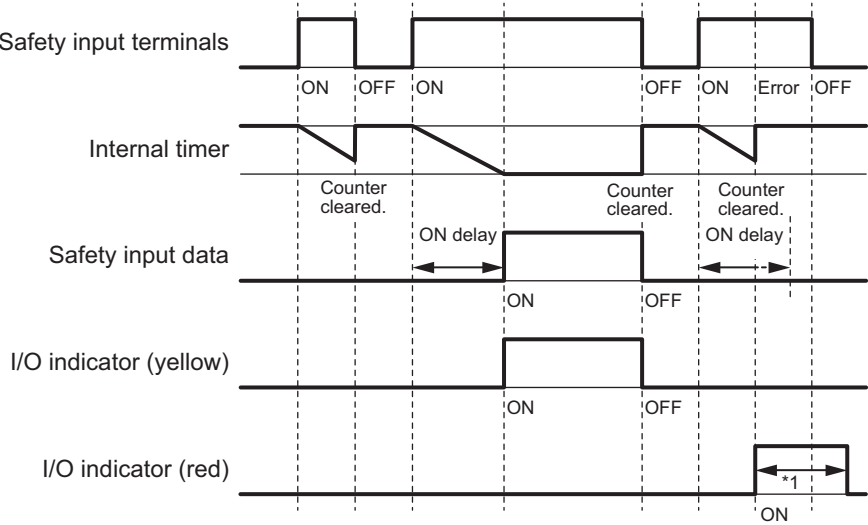 Safety input terminals
ON OFF ON OFF ON Error OFF
Internal timer
Counter cleared.
Counter cleared.
Counter cleared.
Safety input data
ON delay ON delay
ON OFF
I/O indicator (yellow)
ON OFF
I/O indicator (red)
*1
ON